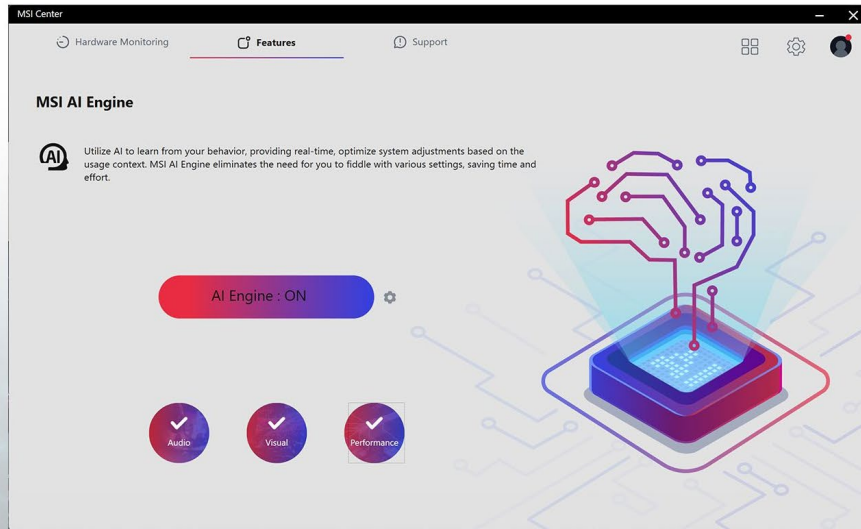 MSI Center
Hardware Monitoring
Features
Support
MSI AI Engine
AI
Utilize AI to learn from your behavior, providing real-time, optimize system adjustments based on the
usage context. MSI AI Engine eliminates the need for you to fiddle with various settings, saving time and
effort.
AI Engine : ON
Audio
Visual
Performance